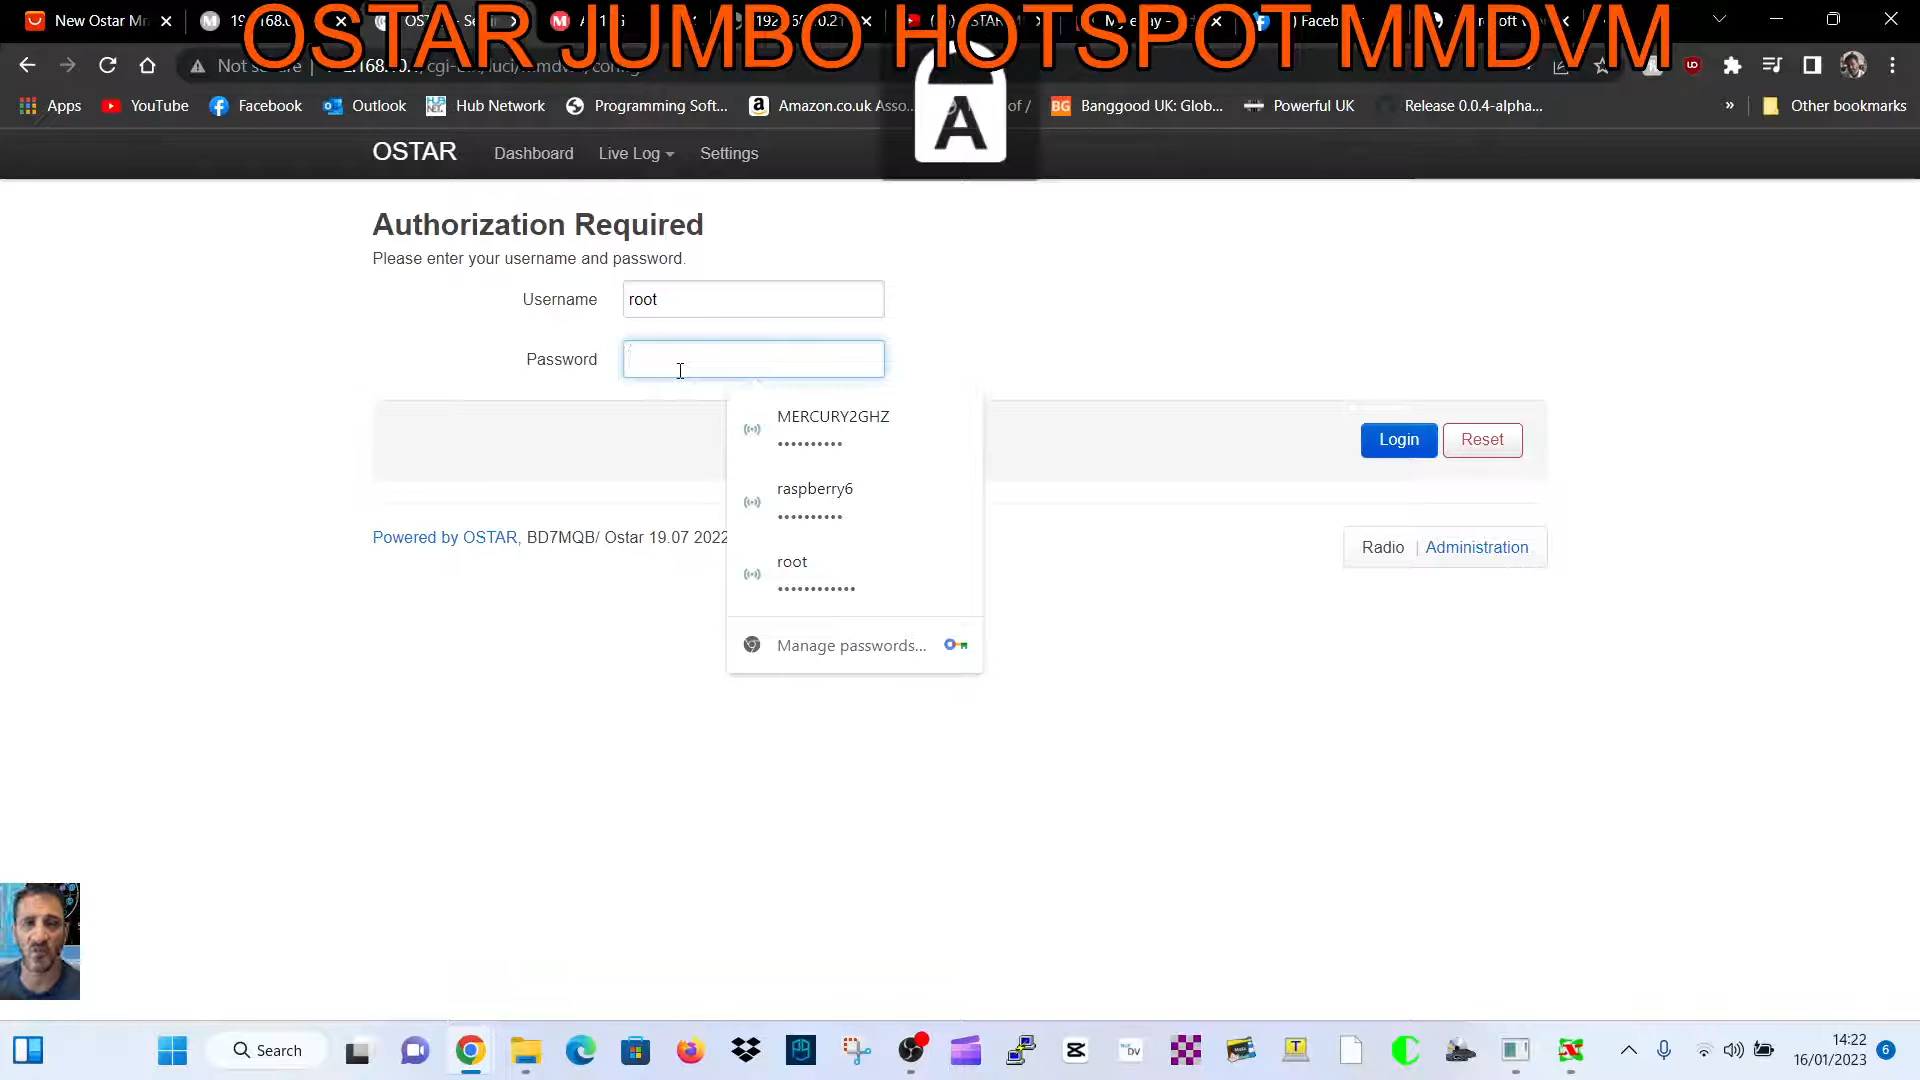 OSTAR JUMBO HOTSPOT MMDVM
New Ostar Mm
A
Not secure
Apps
YouTube
Facebook
Outlook
Hub Network
Programming Soft...
Amazon.co.uk Asso...
of /
Banggood UK: Glob...
Powerful UK
Release 0.0.4-alpha...
»
Other bookmarks
OSTAR
Dashboard
Live Log
Settings
Authorization Required
Please enter your username and password.
Username
root
Password
MERCURY2GHZ
••••••••••
raspberry6
••••••••••
root
••••••••••••
Manage passwords...
Login
Reset
Powered by OSTAR, BD7MQB/ Ostar 19.07 2022
Radio | Administration
Search
14:22
16/01/2023
6